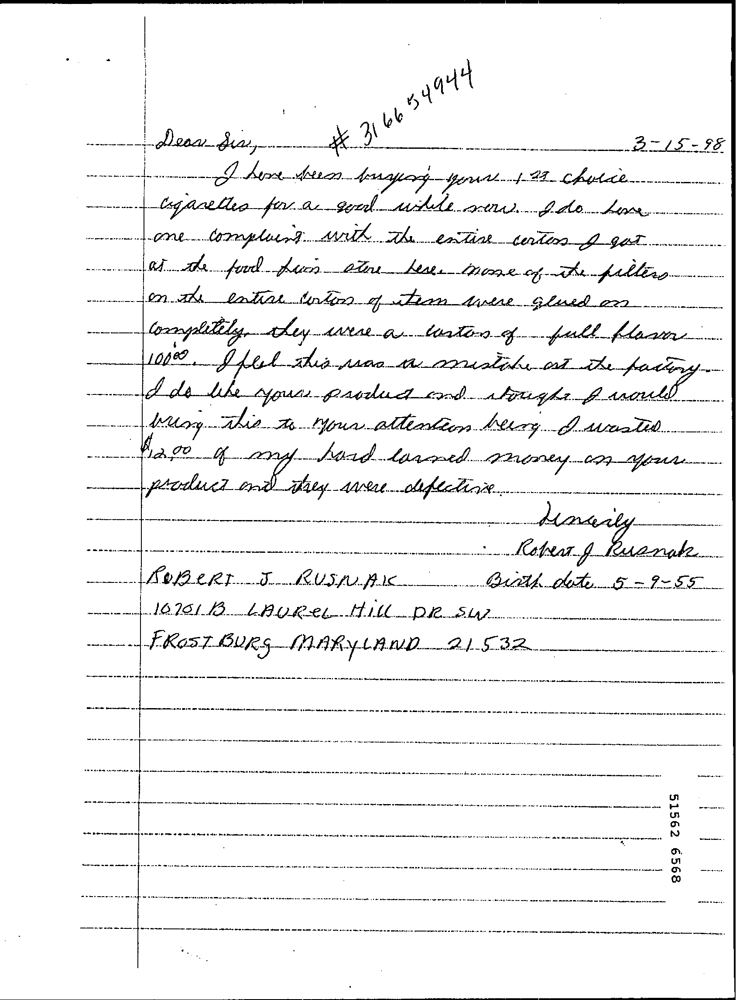 # 316654944
Dear Sir, 3-15-98
I have been buying your 1st choice
cigarettes for a good while now. I do have
one complaint with the entire carton I got
at the food lion store here. None of the filters
on the entire carton of item were glued on
completely. they were a carton of full flavor
100's. I feel this was a mistake at the factory.
I do like your product and thought I would
bring this to your attention being I wasted
$12.00 of my hard earned money on your
product and they were defective.
Sincerily
Robert J Rusnak
ROBERT J RUSNAK Birth date 5-9-55
10701 B LAUREL HILL DR SW
FROSTBURG MARYLAND 21532
51562 6568